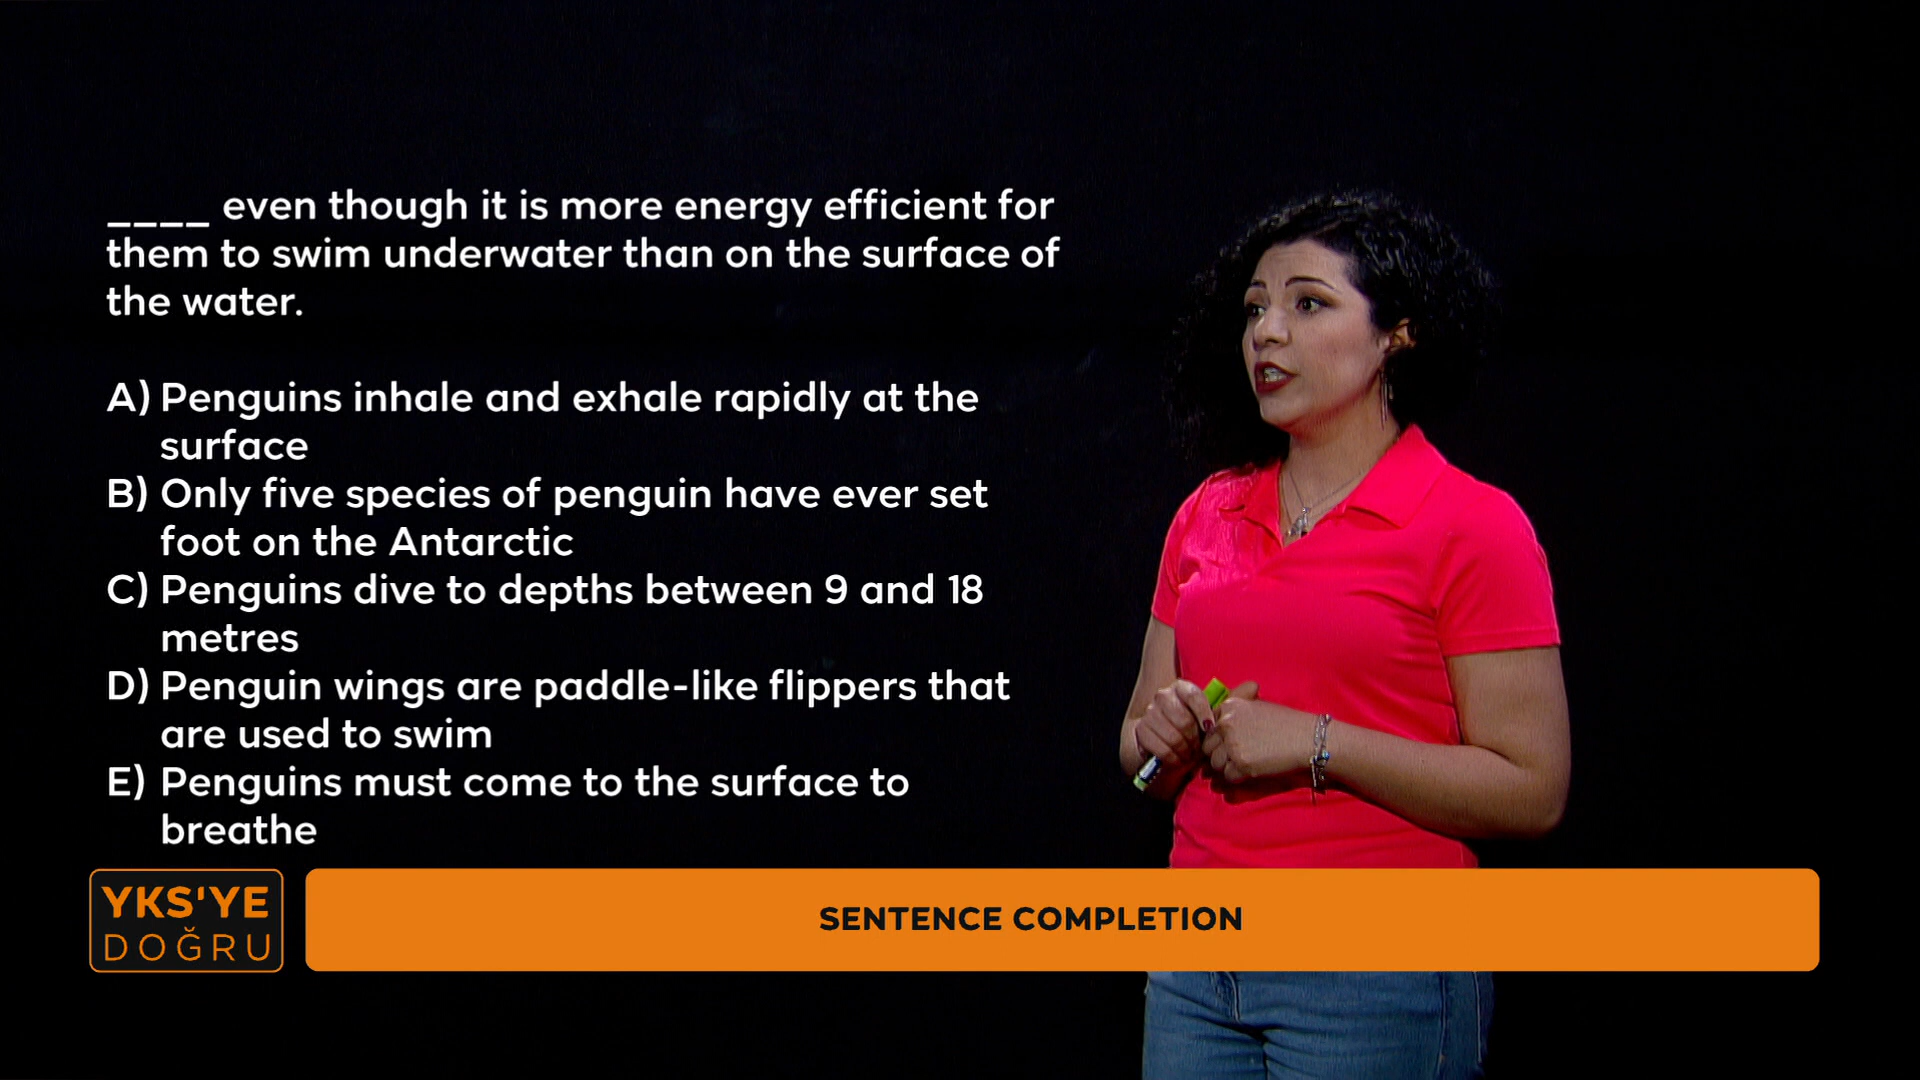 ____ even though it is more energy efficient for
them to swim underwater than on the surface of
the water.
A) Penguins inhale and exhale rapidly at the
surface
B) Only five species of penguin have ever set
foot on the Antarctic
C) Penguins dive to depths between 9 and 18
metres
D) Penguin wings are paddle-like flippers that
are used to swim
E) Penguins must come to the surface to
breathe
YKS'YE
DOĞRU
SENTENCE COMPLETION